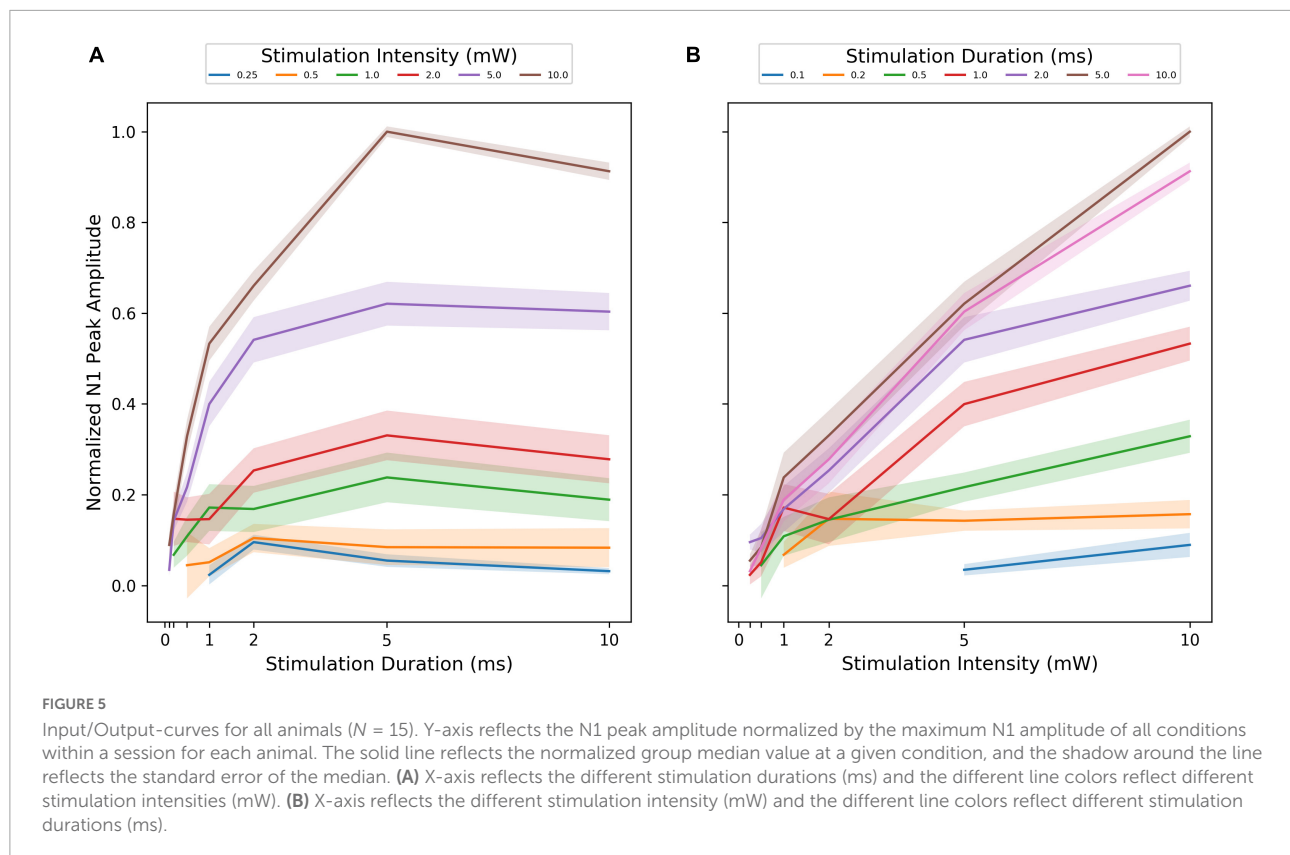 A
Stimulation Intensity (mW)
0.25 0.5 1.0 2.0 5.0 10.0
B
Stimulation Duration (ms)
0.1 0.2 0.5 1.0 2.0 5.0 10.0
Normalized N1 Peak Amplitude
1.0
0.8
0.6
0.4
0.2
0.0
0 1 2 5 10
Stimulation Duration (ms)
0 1 2 5 10
Stimulation Intensity (mW)
FIGURE 5
Input/Output-curves for all animals (N = 15). Y-axis reflects the N1 peak amplitude normalized by the maximum N1 amplitude of all conditions
within a session for each animal. The solid line reflects the normalized group median value at a given condition, and the shadow around the line
reflects the standard error of the median. (A) X-axis reflects the different stimulation durations (ms) and the different line colors reflect different
stimulation intensities (mW). (B) X-axis reflects the different stimulation intensity (mW) and the different line colors reflect different stimulation
durations (ms).